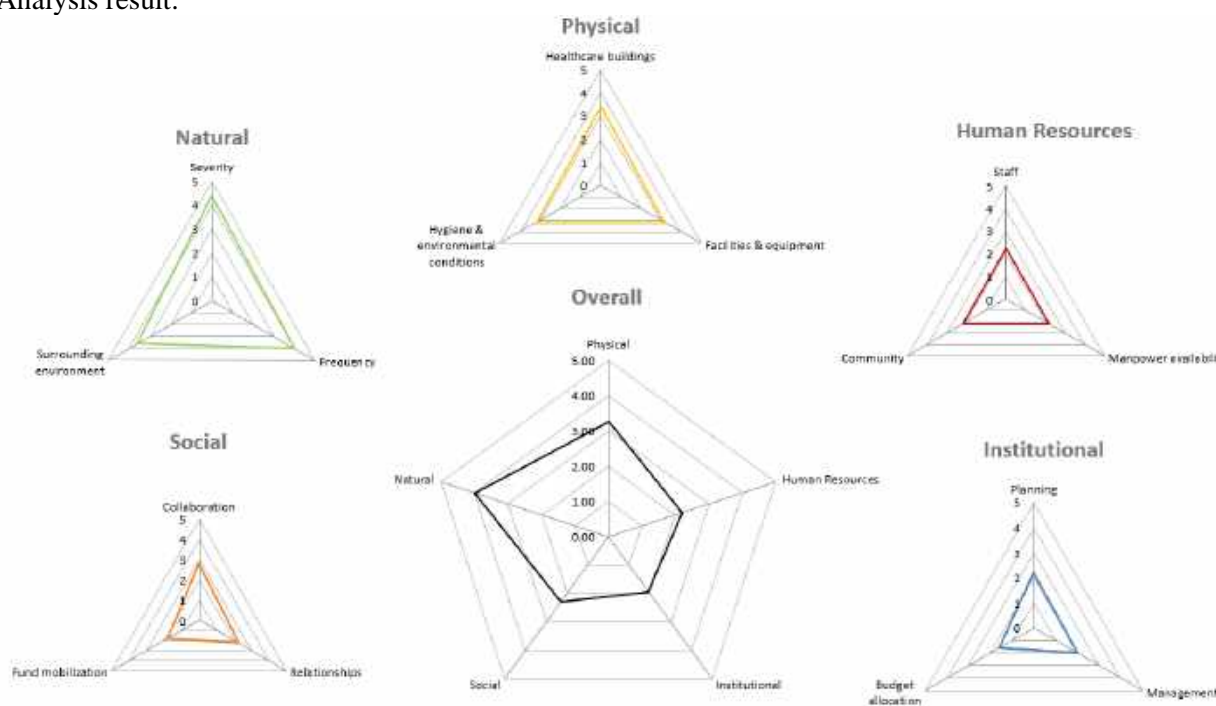 Analysis result.
Physical
Healthcare buildings
5
4
3
2
1
0
Hygiene &
environmental
conditions
Facilities & equipment
Natural
Severity
5
4
3
2
1
0
Surrounding
environment
Frequency
Human Resources
Staff
5
4
3
2
1
0
Community
Manpower availabili
Overall
Physical
5.00
4.00
3.00
2.00
1.00
0.00
Natural
Human Resources
Social
Institutional
Social
Collaboration
5
4
3
2
1
0
Fund mobilization
Relationships
Institutional
Planning
5
4
3
2
1
0
Budget
allocation
Management